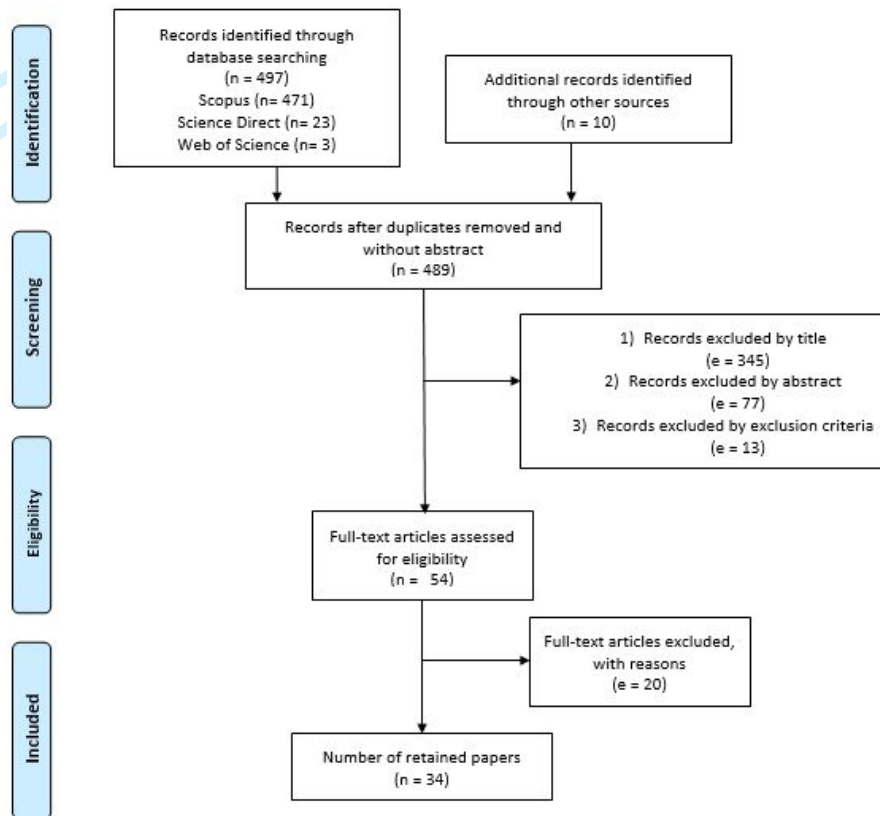 Identification
Records identified through
database searching
(n = 497)
Scopus (n= 471)
Science Direct (n= 23)
Web of Science (n= 3)
Additional records identified
through other sources
(n = 10)
Records after duplicates removed and
without abstract
(n = 489)
Screening
1) Records excluded by title
(e = 345)
2) Records excluded by abstract
(e = 77)
3) Records excluded by exclusion criteria
(e = 13)
Eligibility
Full-text articles assessed
for eligibility
(n = 54)
Full-text articles excluded,
with reasons
(e = 20)
Included
Number of retained papers
(n = 34)